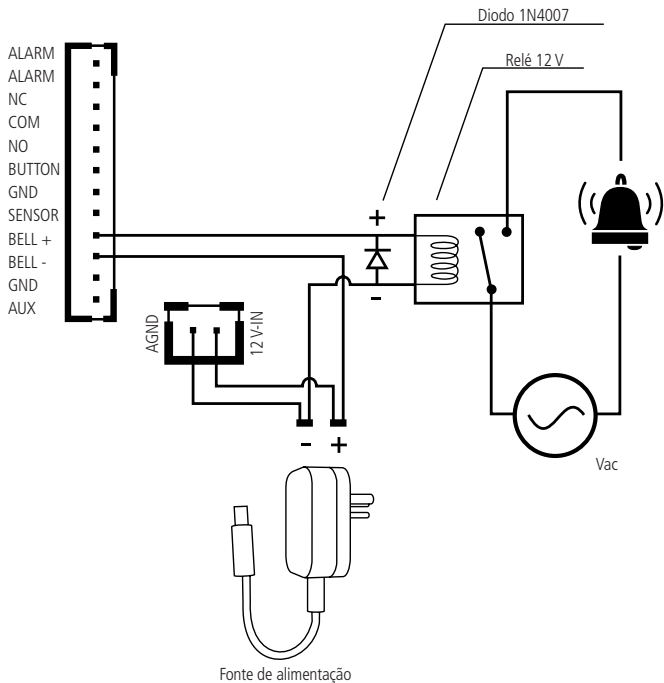 Diodo 1N4007
Relé 12 V
ALARM
ALARM
NC
COM
NO
BUTTON
GND
SENSOR
BELL +
BELL -
GND
AUX
+
-
AGND
12 V-IN
- +
Vac
Fonte de alimentação